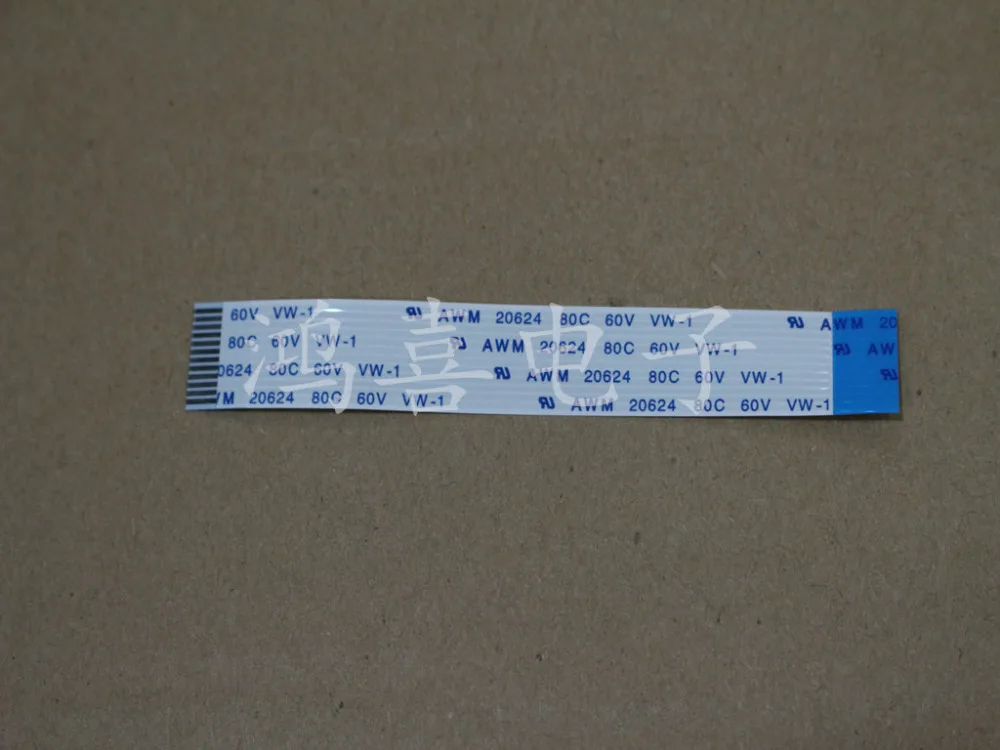 60V VW-1 AWM 20624 80C 60V VW-1 AWM 20
80C 60V VW-1 AWM 20624 80C 60V VW-1 AW
0624 80C 60V VW-1 AWM 20624 80C 60V VW-1
WM 20624 80C 60V VW-1 AWM 20624 80C 60V VW-1
鸿喜电子